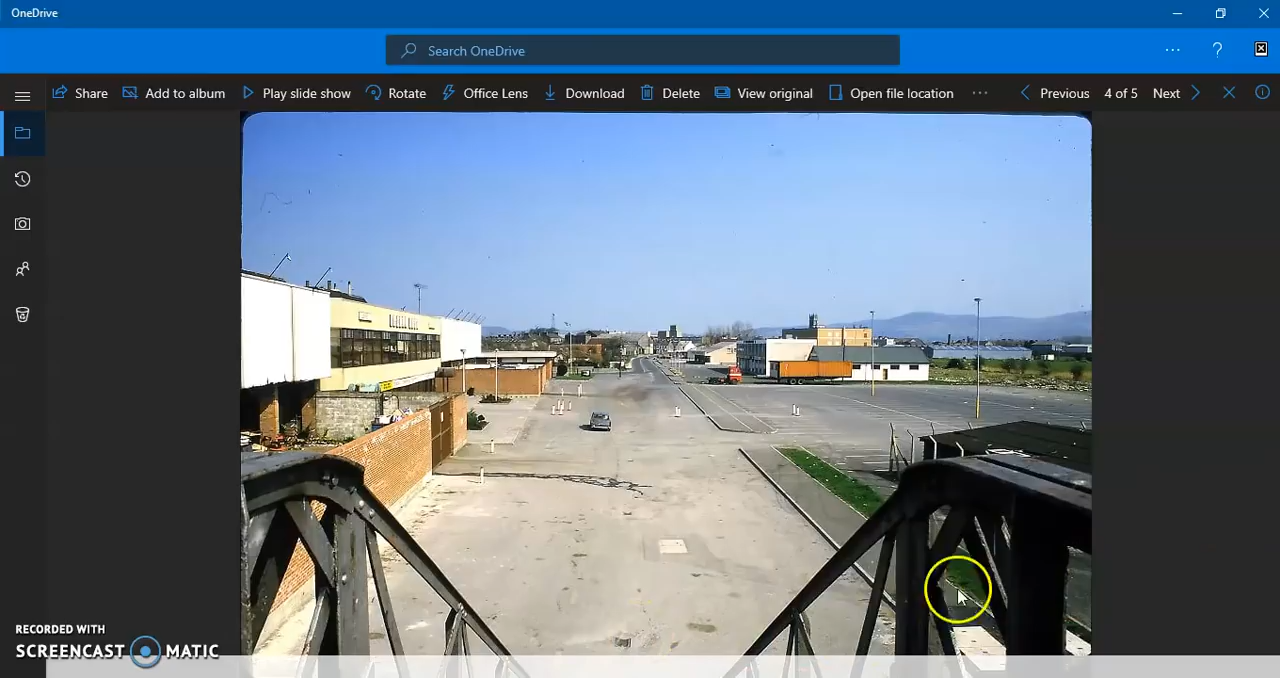 OneDrive
Search OneDrive
Share Add to album Play slide show Rotate Office Lens Download Delete View original Open file location Previous 4 of 5 Next
RECORDED WITH
SCREENCAST MATIC